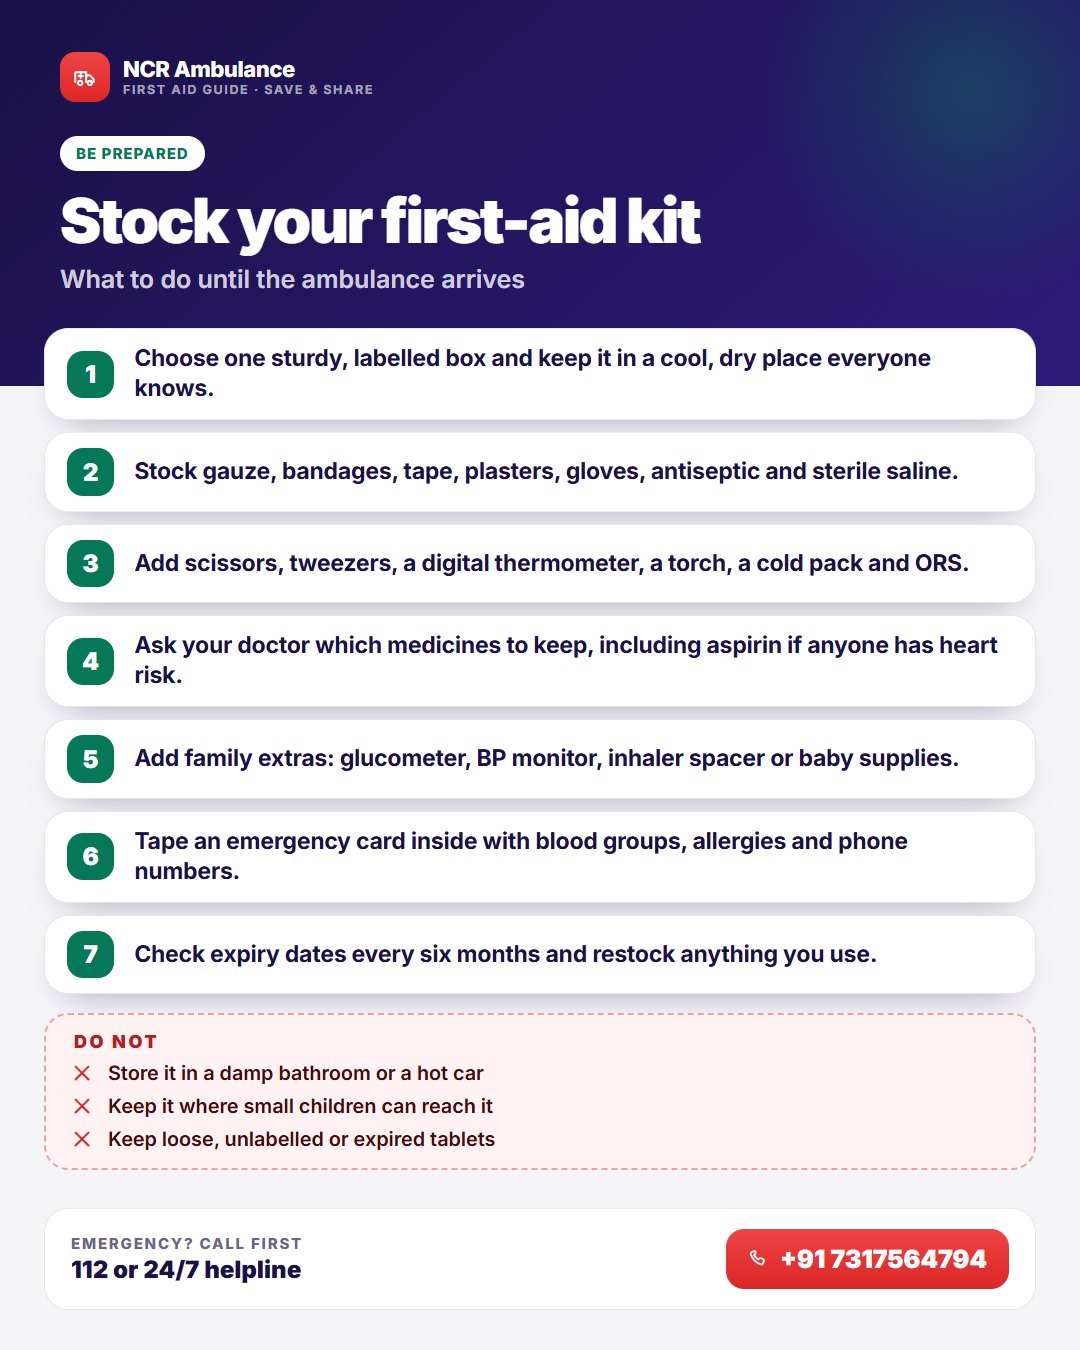 NCR Ambulance
FIRST AID GUIDE · SAVE & SHARE
BE PREPARED
Stock your first-aid kit
What to do until the ambulance arrives
1
Choose one sturdy, labelled box and keep it in a cool, dry place everyone
knows.
2
Stock gauze, bandages, tape, plasters, gloves, antiseptic and sterile saline.
3
Add scissors, tweezers, a digital thermometer, a torch, a cold pack and ORS.
4
Ask your doctor which medicines to keep, including aspirin if anyone has heart
risk.
5
Add family extras: glucometer, BP monitor, inhaler spacer or baby supplies.
6
Tape an emergency card inside with blood groups, allergies and phone
numbers.
7
Check expiry dates every six months and restock anything you use.
DO NOT
Store it in a damp bathroom or a hot car
Keep it where small children can reach it
Keep loose, unlabelled or expired tablets
EMERGENCY? CALL FIRST
112 or 24/7 helpline
+91 7317564794